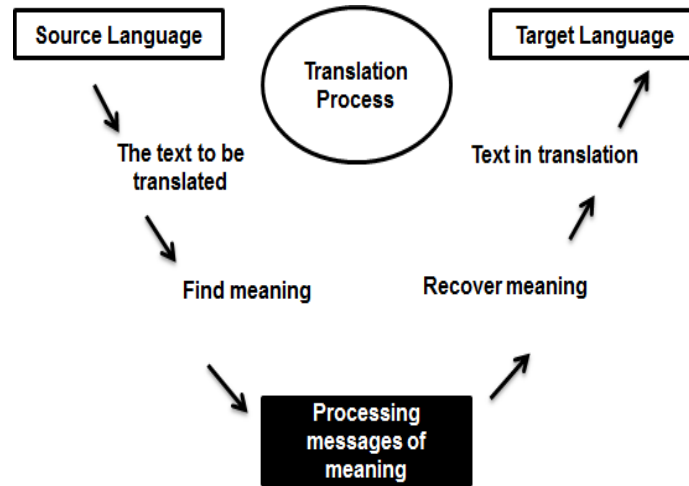 Source Language
Translation
Process
Target Language
The text to be
translated
Text in translation
Find meaning
Recover meaning
Processing
messages of
meaning